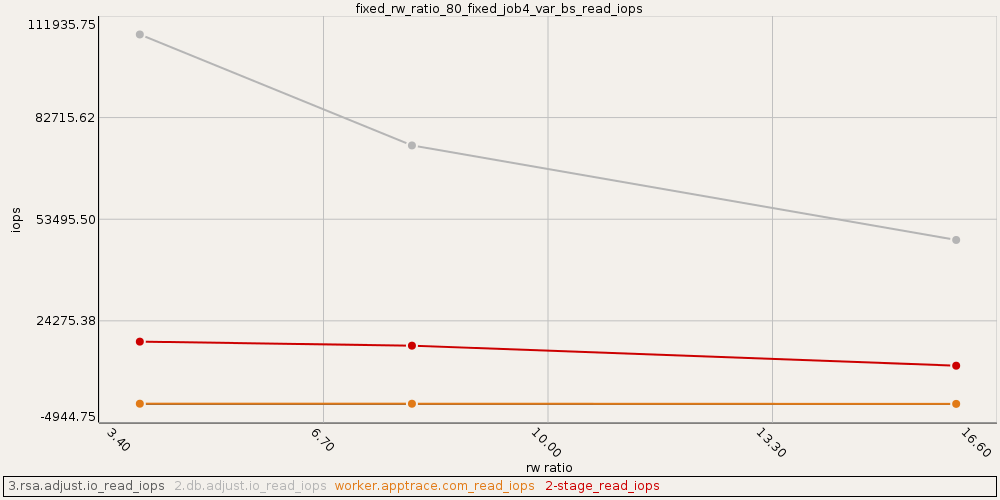 fixed_rw_ratio_80_fixed_job4_var_bs_read_iops
111935.75
82715.62
53495.50
24275.38
-4944.75
iops
3.40
6.70
10.00
13.30
16.60
rw ratio
3.rsa.adjust.io_read_iops 2.db.adjust.io_read_iops worker.apptrace.com_read_iops 2-stage_read_iops